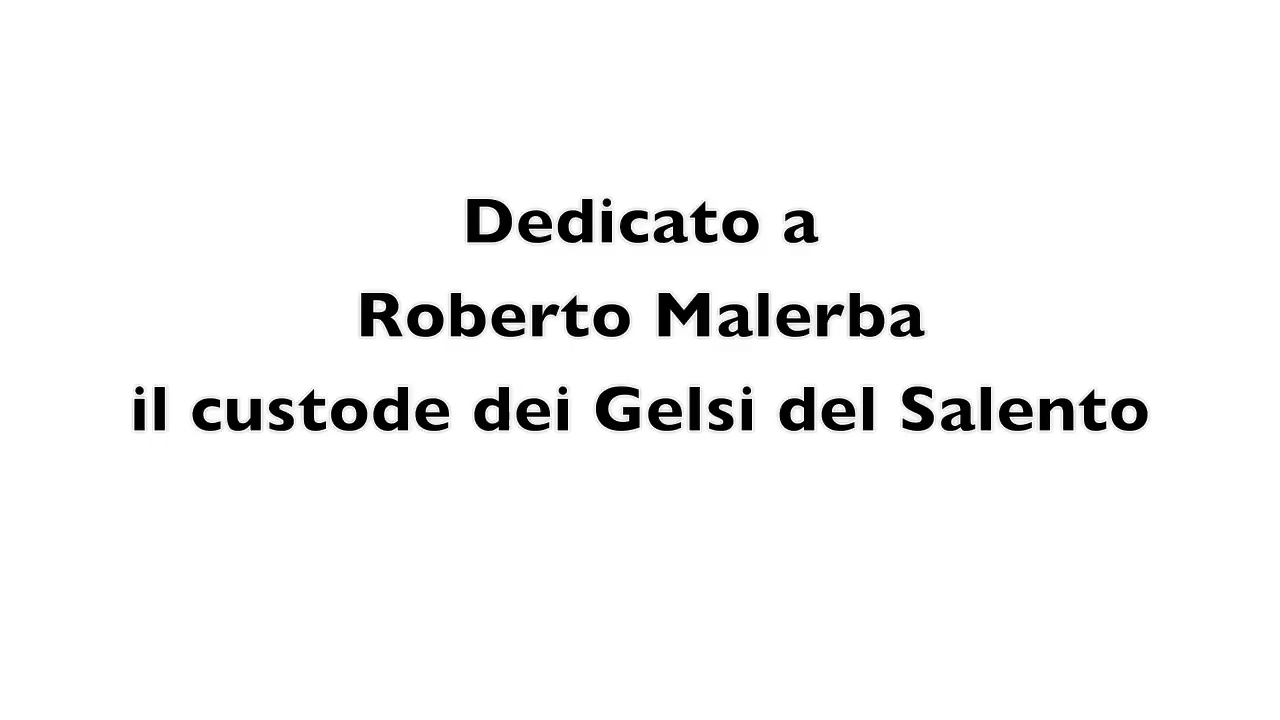 Dedicato a
Roberto Malerba
il custode dei Gelsi del Salento